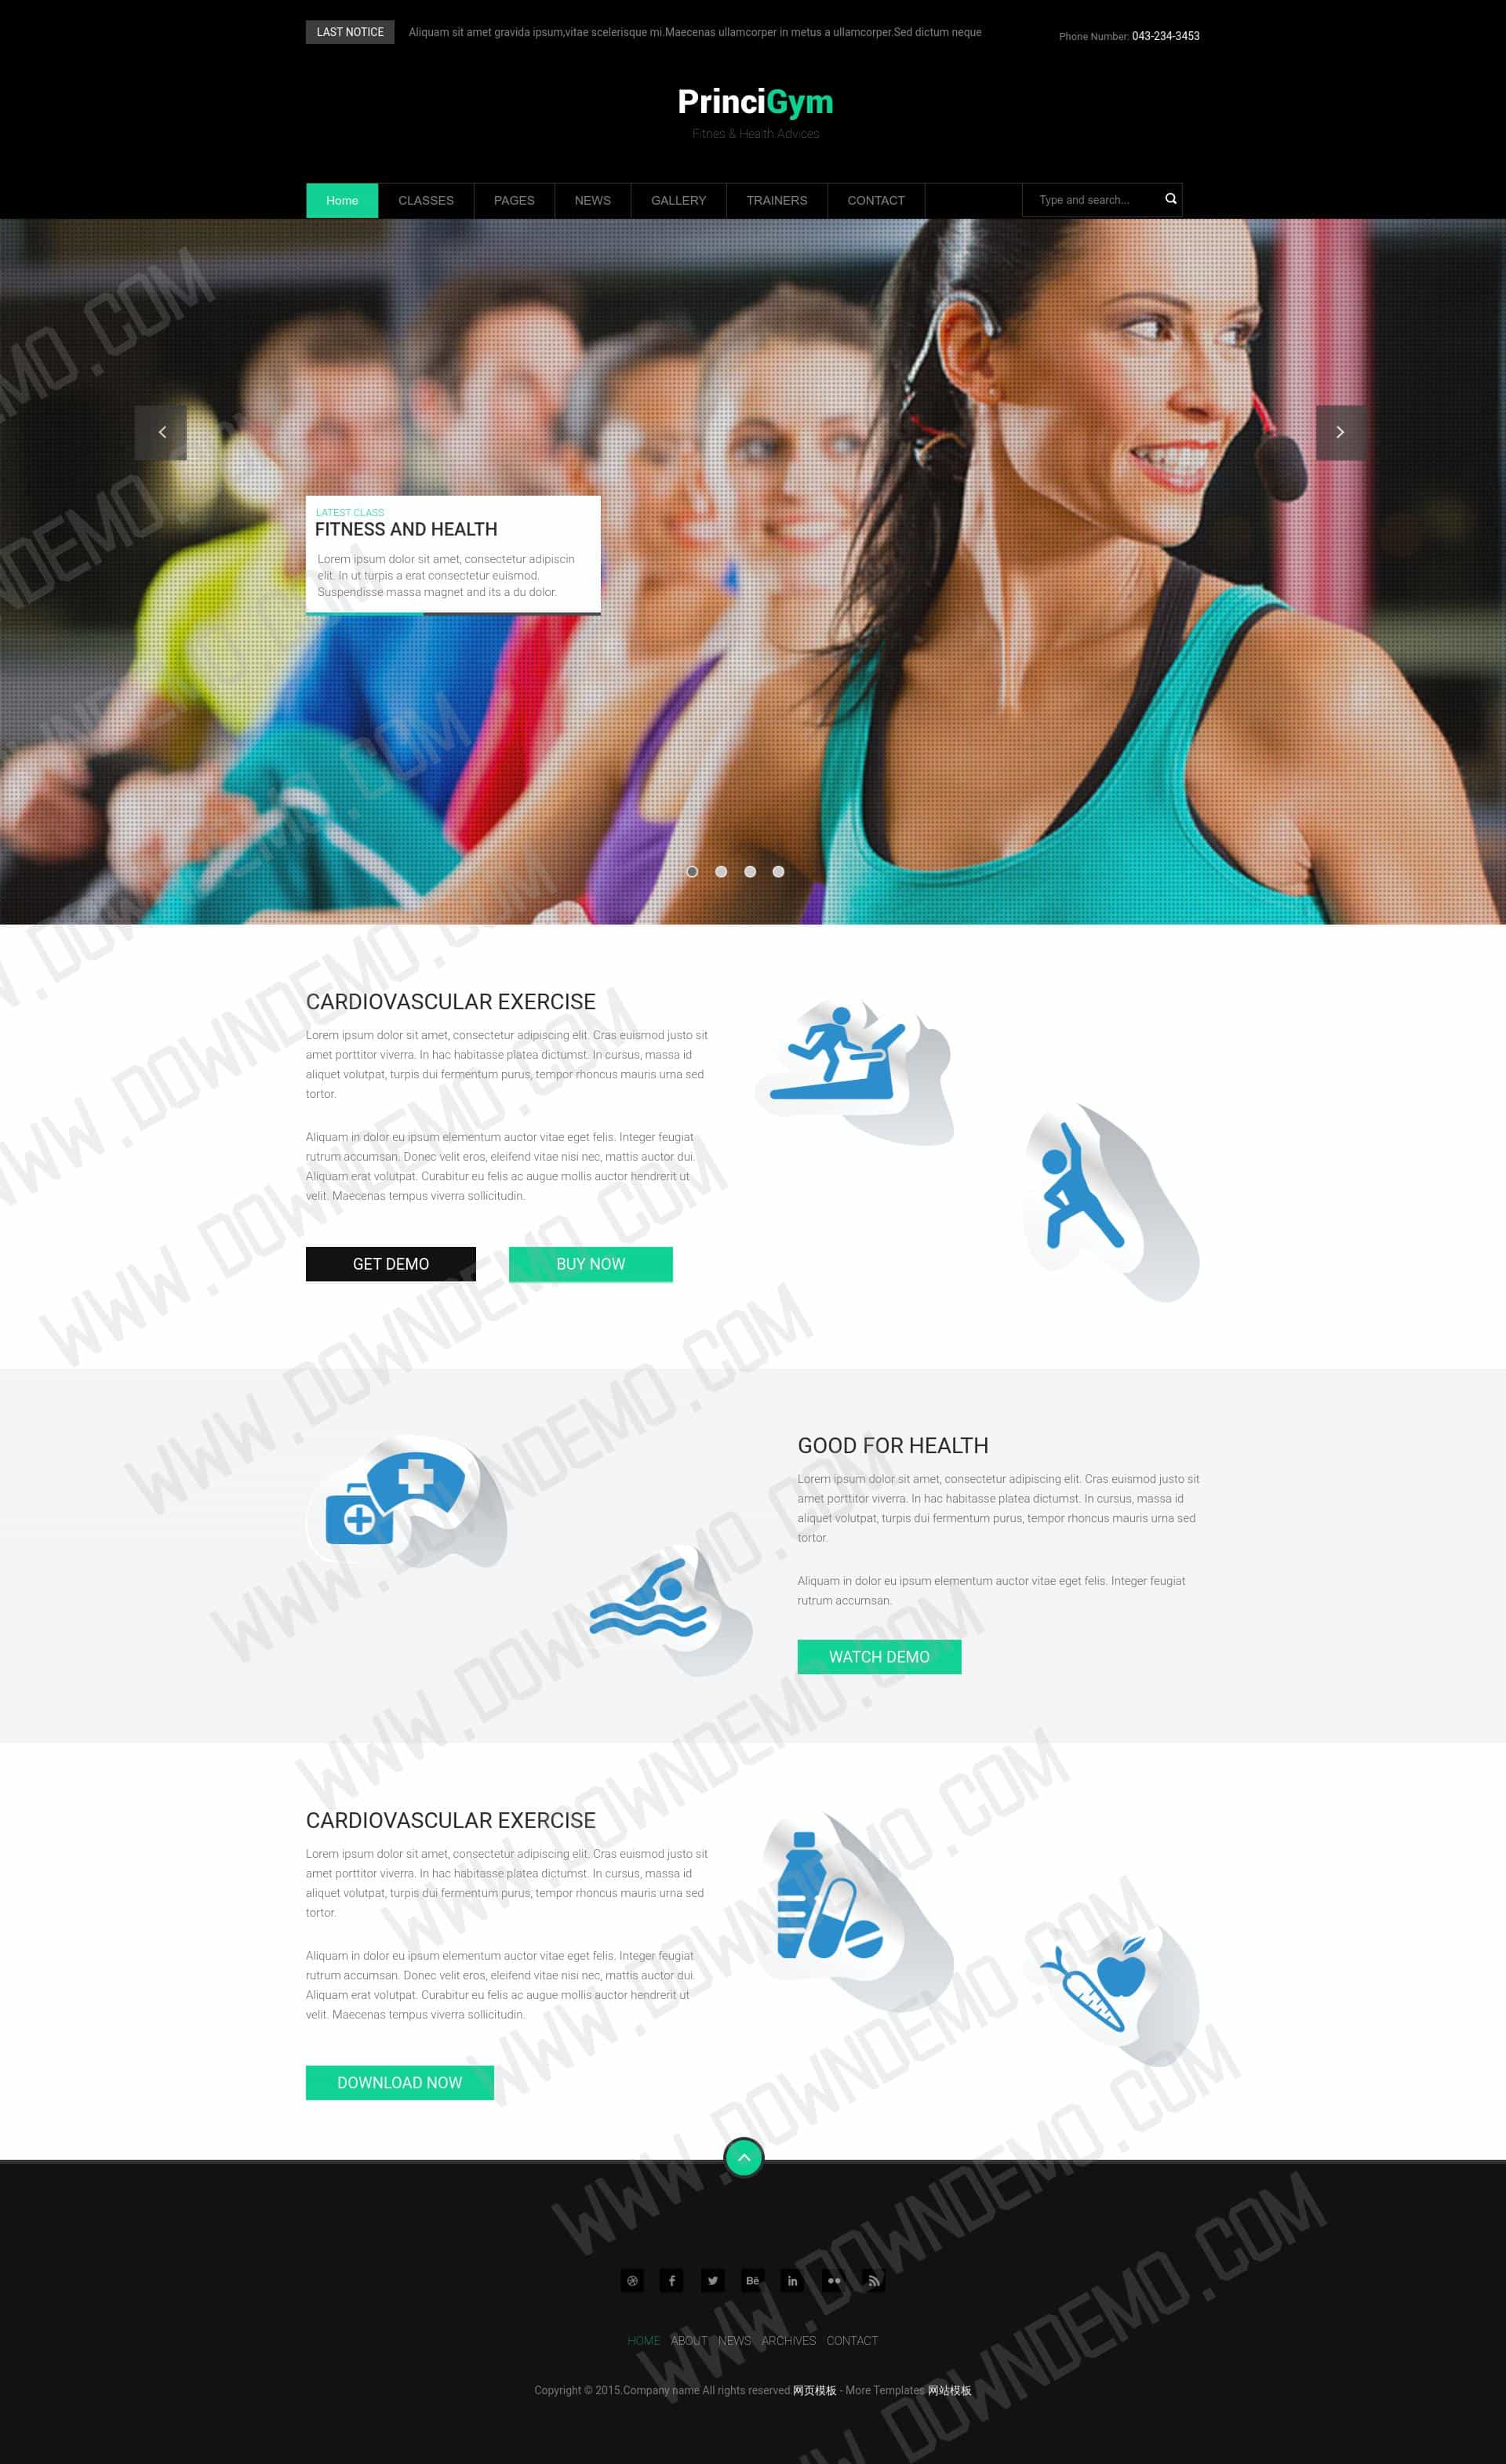 LAST NOTICE Aliquam sit amet gravida ipsum,vitae scelerisque mi.Maecenas ullamcorper in metus a ullamcorper.Sed dictum neque Phone Number: 043-234-3453
PrinciGym
Fitnes & Health Advices
Home CLASSES PAGES NEWS GALLERY TRAINERS CONTACT Type and search...
LATEST CLASS
FITNESS AND HEALTH
Lorem ipsum dolor sit amet, consectetur adipiscin
elit. In ut turpis a erat consectetur euismod.
Suspendisse massa magnet and its a du dolor.
CARDIOVASCULAR EXERCISE
Lorem ipsum dolor sit amet, consectetur adipiscing elit. Cras euismod justo sit
amet porttitor viverra. In hac habitasse platea dictumst. In cursus, massa id
aliquet volutpat, turpis dui fermentum purus, tempor rhoncus mauris urna sed
tortor.
Aliquam in dolor eu ipsum elementum auctor vitae eget felis. Integer feugiat
rutrum accumsan. Donec velit eros, eleifend vitae nisi nec, mattis auctor dui.
Aliquam erat volutpat. Curabitur eu felis ac augue mollis auctor hendrerit ut
velit. Maecenas tempus viverra sollicitudin.
GET DEMO BUY NOW
GOOD FOR HEALTH
Lorem ipsum dolor sit amet, consectetur adipiscing elit. Cras euismod justo sit
amet porttitor viverra. In hac habitasse platea dictumst. In cursus, massa id
aliquet volutpat, turpis dui fermentum purus, tempor rhoncus mauris urna sed
tortor.
Aliquam in dolor eu ipsum elementum auctor vitae eget felis. Integer feugiat
rutrum accumsan.
WATCH DEMO
CARDIOVASCULAR EXERCISE
Lorem ipsum dolor sit amet, consectetur adipiscing elit. Cras euismod justo sit
amet porttitor viverra. In hac habitasse platea dictumst. In cursus, massa id
aliquet volutpat, turpis dui fermentum purus, tempor rhoncus mauris urna sed
tortor.
Aliquam in dolor eu ipsum elementum auctor vitae eget felis. Integer feugiat
rutrum accumsan. Donec velit eros, eleifend vitae nisi nec, mattis auctor dui.
Aliquam erat volutpat. Curabitur eu felis ac augue mollis auctor hendrerit ut
velit. Maecenas tempus viverra sollicitudin.
DOWNLOAD NOW
Bē in
HOME ABOUT NEWS ARCHIVES CONTACT
Copyright © 2015.Company name All rights reserved.网页模板 - More Templates 网站模板
WWW.DOWNDEMO.COM